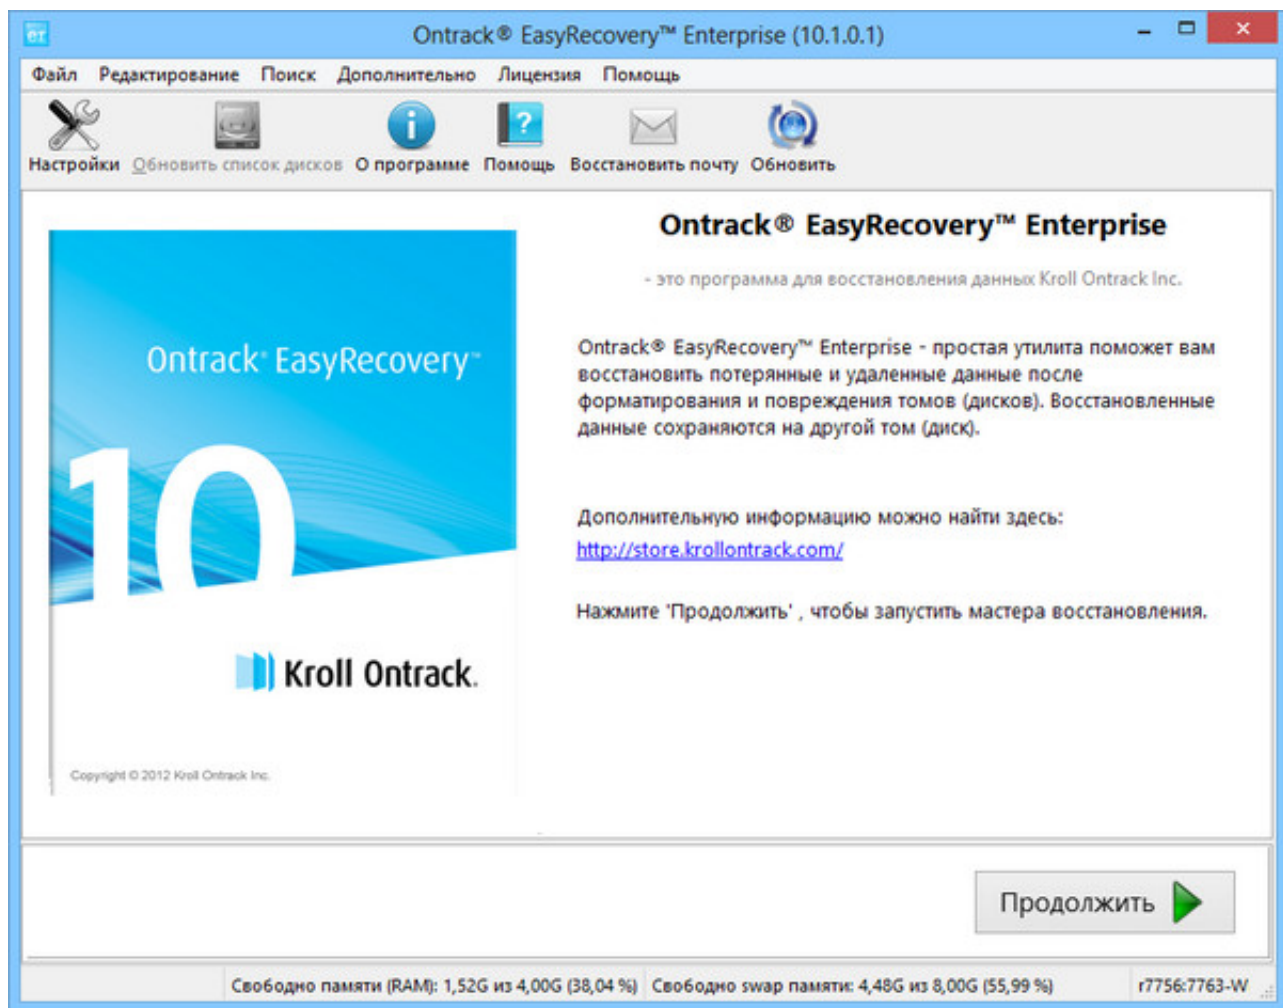 er
Ontrack® EasyRecovery™ Enterprise (10.1.0.1)
Файл Редактирование Поиск Дополнительно Лицензия Помощь
Настройки Обновить список дисков О программе Помощь Восстановить почту Обновить
Ontrack® EasyRecovery™ Enterprise
- это программа для восстановления данных Kroll Ontrack Inc.
Ontrack® EasyRecovery™ Enterprise - простая утилита поможет вам
восстановить потерянные и удаленные данные после
форматирования и повреждения томов (дисков). Восстановленные
данные сохраняются на другой том (диск).
Дополнительную информацию можно найти здесь:
http://store.krollontrack.com/
Нажмите 'Продолжить' , чтобы запустить мастера восстановления.
Ontrack® EasyRecovery™
10
Kroll Ontrack.
Copyright © 2012 Kroll Ontrack Inc.
Продолжить
Свободно памяти (RAM): 1,52G из 4,00G (38,04 %) Свободно swap памяти: 4,48G из 8,00G (55,99 %) r7756:7763-W